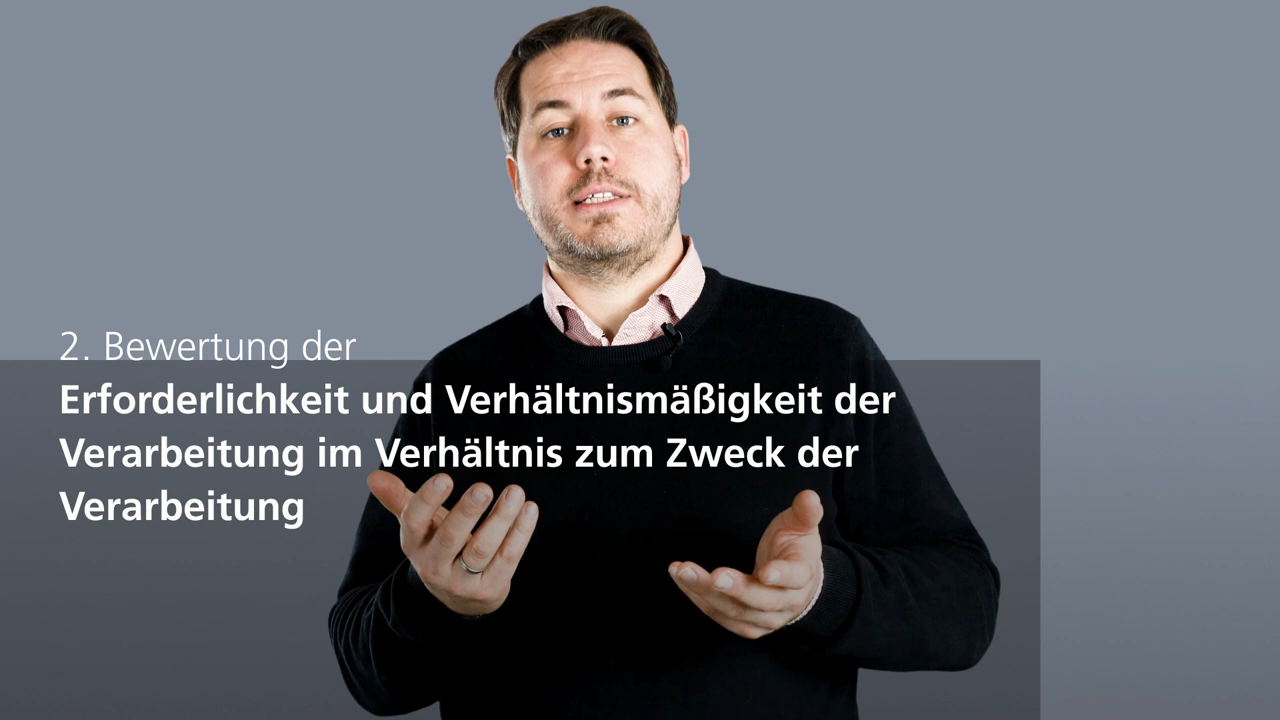 2. Bewertung der
Erforderlichkeit und Verhältnismäßigkeit der
Verarbeitung im Verhältnis zum Zweck der
Verarbeitung